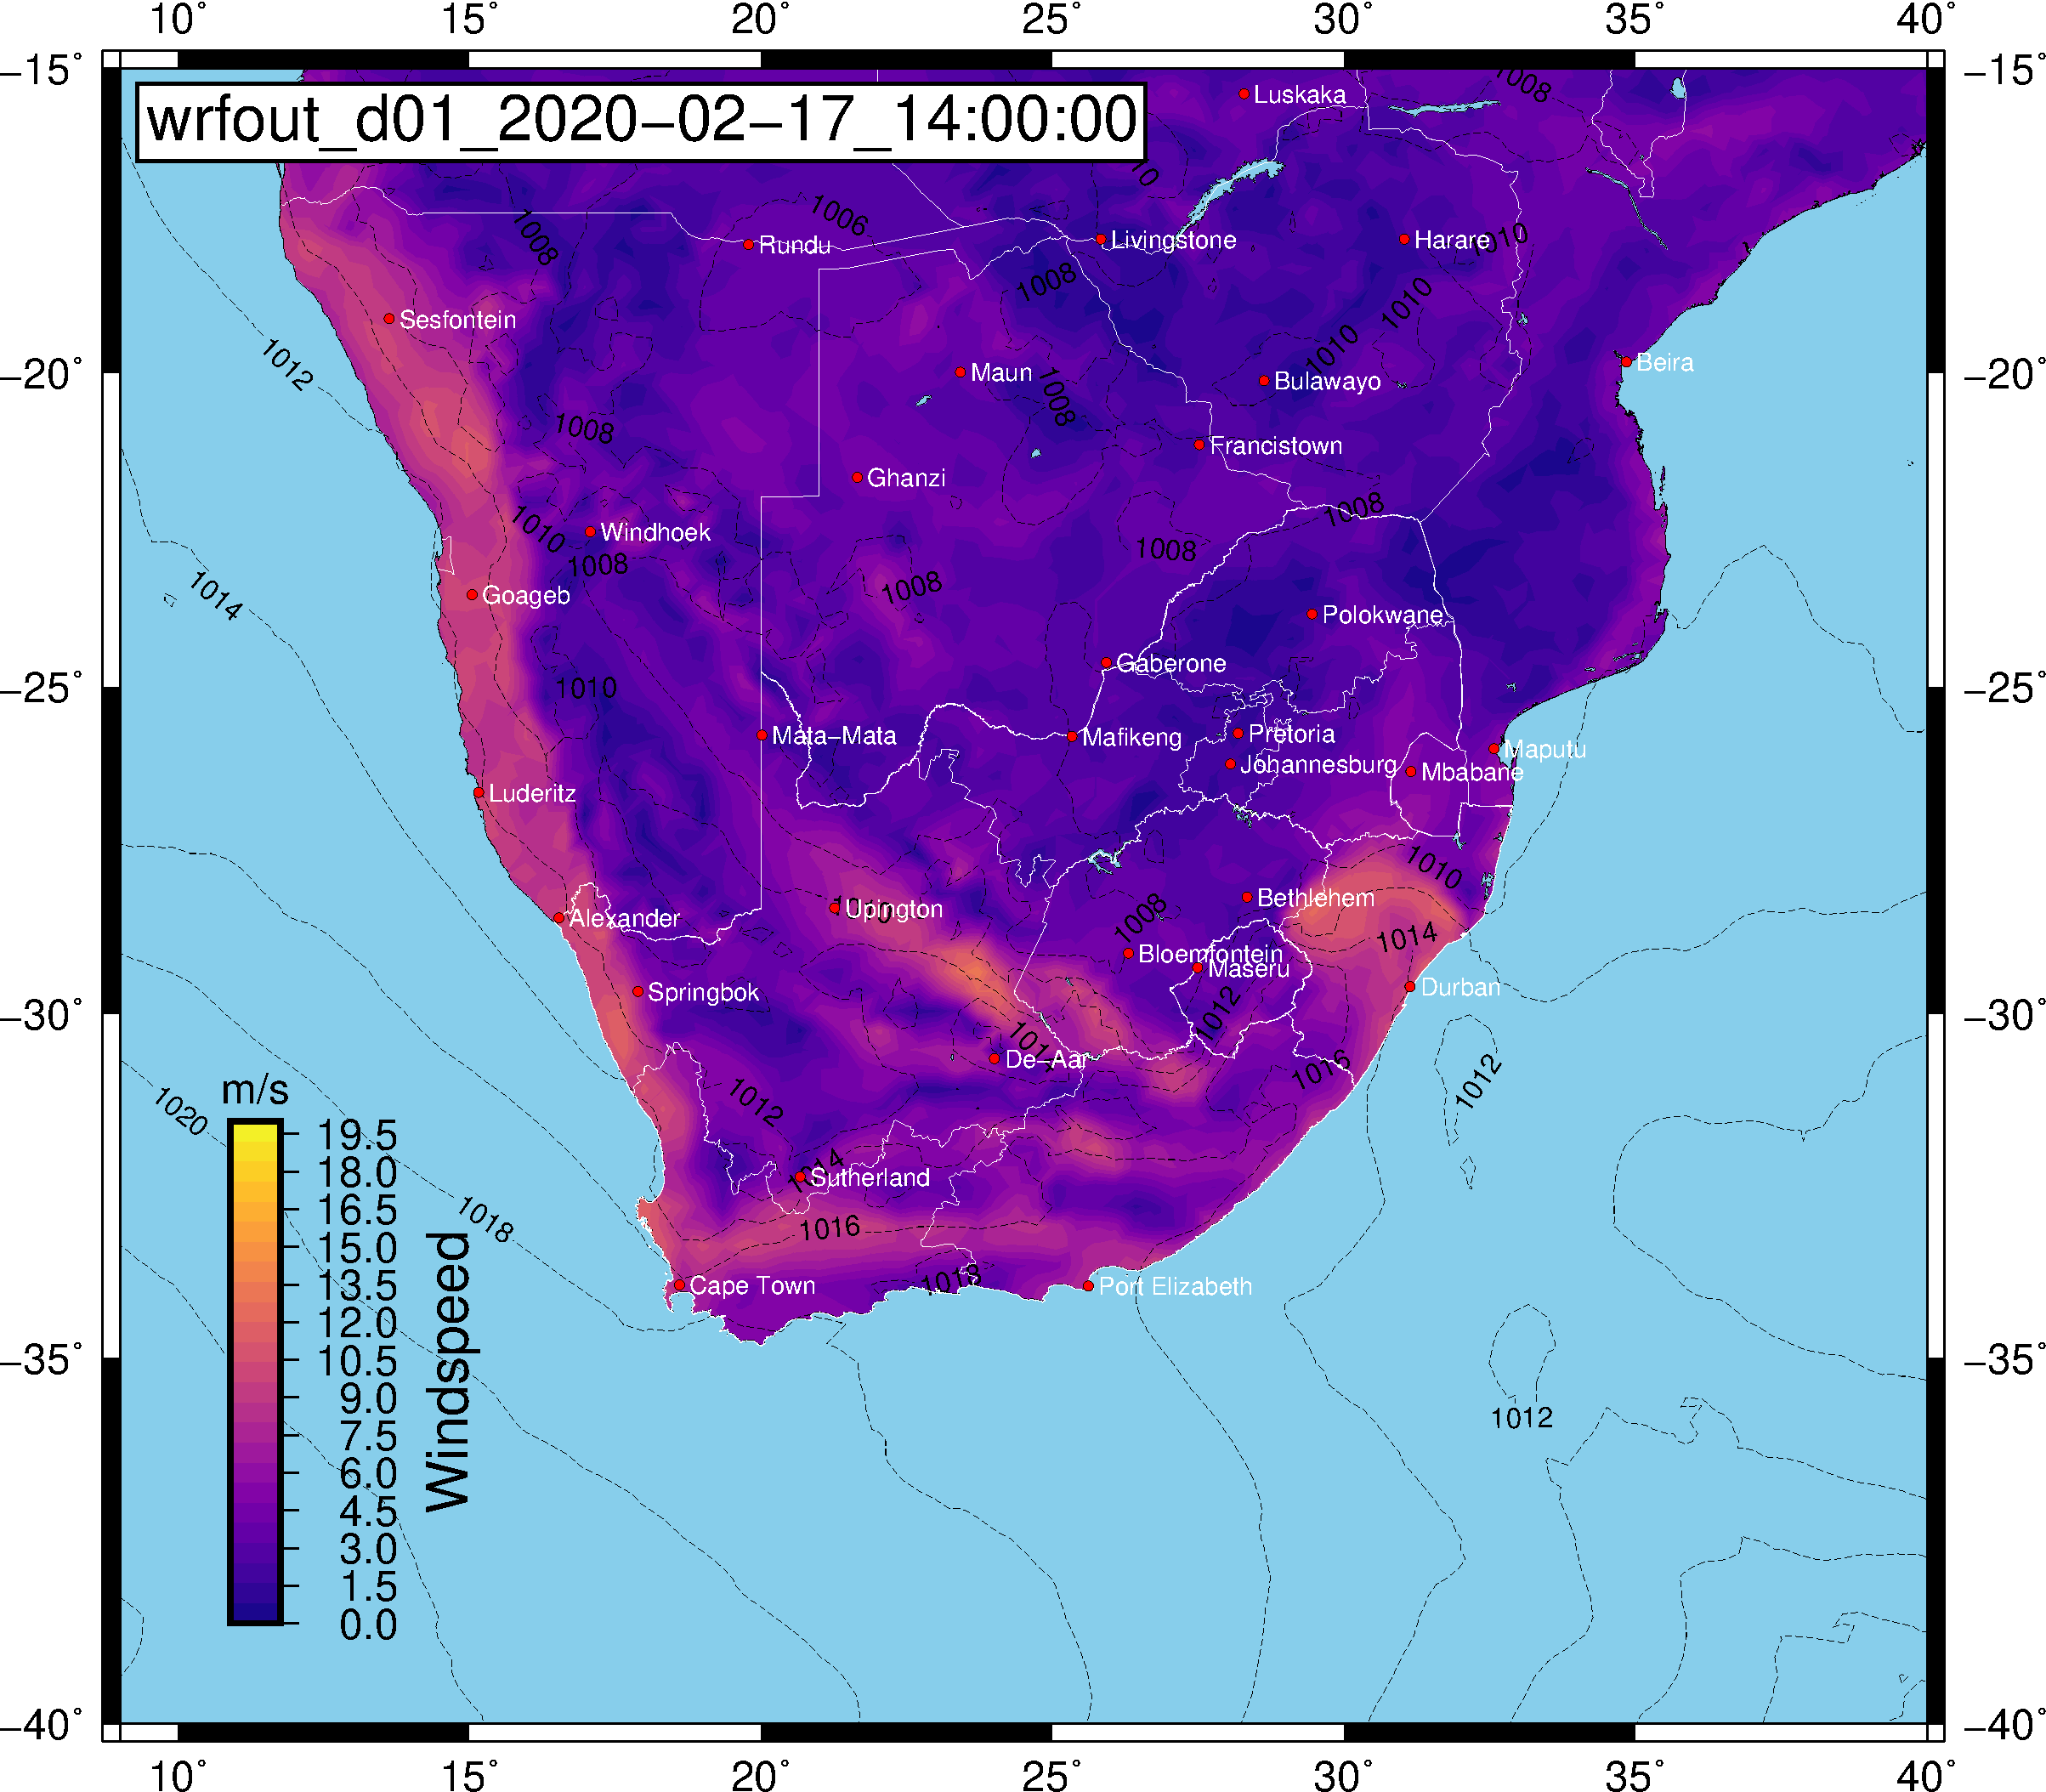 10° 15° 20° 25° 30° 35° 40°
−15° −15°
wrfout_d01_2020−02−17_14:00:00
1008
Luskaka
10
1006
1008
Rundu
Livingstone
Harare
1010
1008
1010
Sesfontein
1012
1010
Beira
−20° −20°
Maun
Bulawayo
1008
1008
Francistown
Ghanzi
1008
1010
Windhoek
1008
1008
1008
1014
Goageb
Polokwane
Gaberone
−25° −25°
1010
Mata−Mata
Mafikeng
Pretoria
Maputu
Johannesburg
Mbabane
Luderitz
1010
Bethlehem
1010
Upington
Alexander
1008
1014
Bloemfontein
Maseru
Durban
Springbok
1012
−30° −30°
1014
De−Aar
1016
1012
1012
1020
m/s
19.5
18.0
16.5
15.0
13.5
12.0
10.5
9.0
7.5
6.0
4.5
3.0
1.5
0.0
Windspeed
1014
Sutherland
1018
1016
1018
Cape Town
Port Elizabeth
−35° −35°
1012
−40° −40°
10° 15° 20° 25° 30° 35° 40°